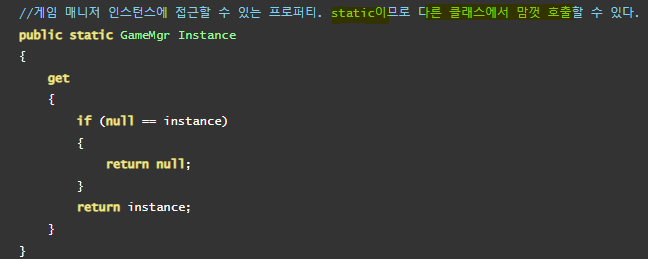 //게임 매니저 인스턴스에 접근할 수 있는 프로퍼티. static이므로 다른 클래스에서 맘껏 호출할 수 있다.
public static GameMgr Instance
{
    get
    {
        if (null == instance)
        {
            return null;
        }
        return instance;
    }
}